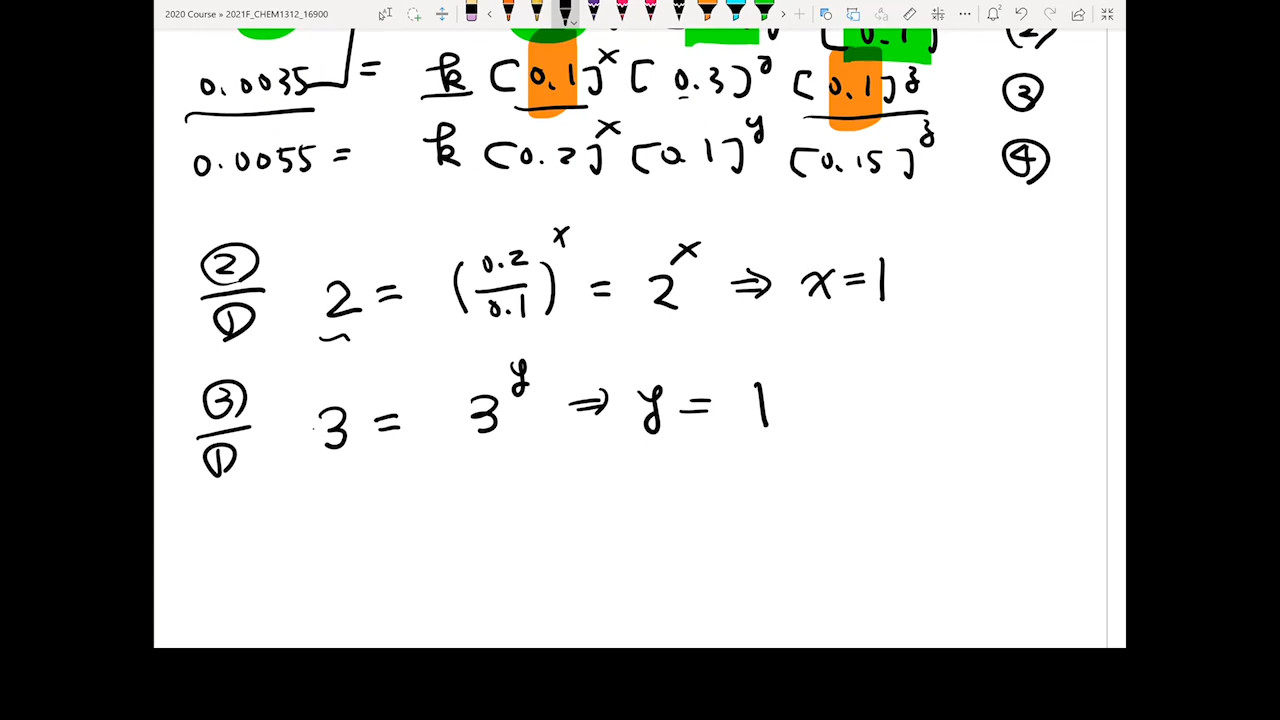 2020 Course » 2021F_CHEM1312_16900
0.0035 = k [0.1]^x [0.3]^y [0.1]^z ③
0.0055 = k [0.2]^x [0.1]^y [0.15]^z ④
②/① 2 = (0.2/0.1)^x = 2^x ⇒ x = 1
③/① 3 = 3^y ⇒ y = 1